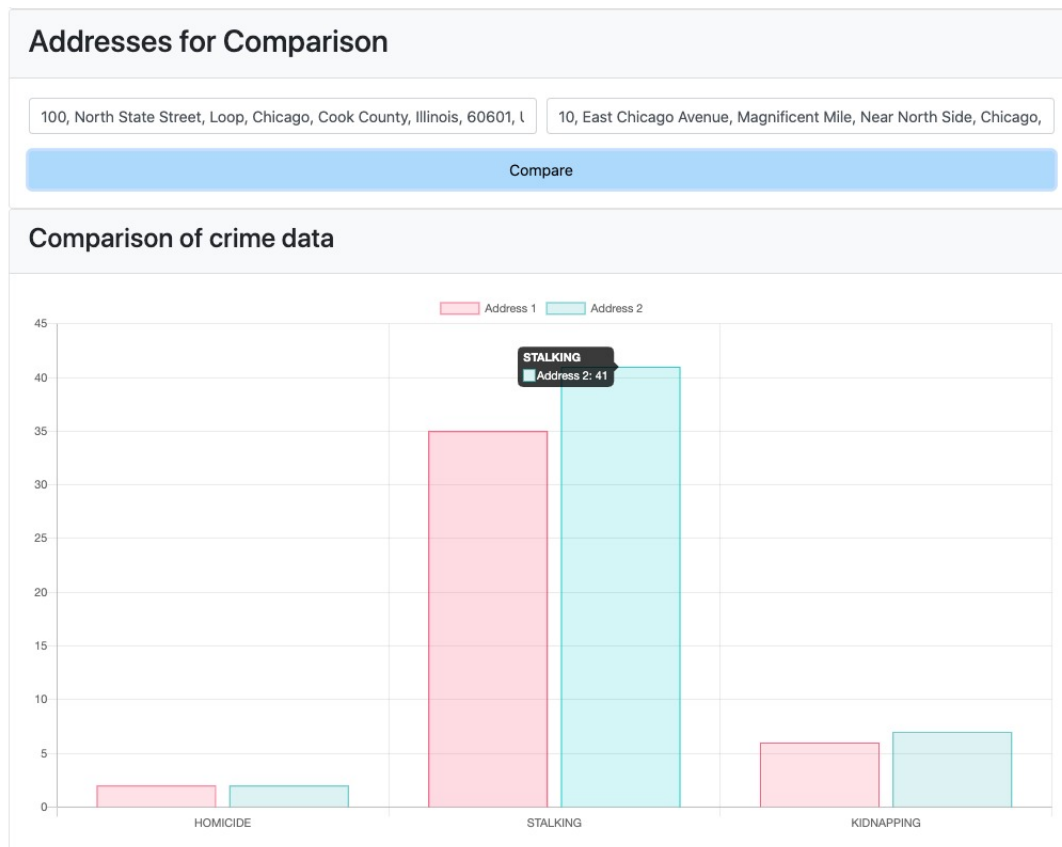 Addresses for Comparison
100, North State Street, Loop, Chicago, Cook County, Illinois, 60601, 
10, East Chicago Avenue, Magnificent Mile, Near North Side, Chicago,
Compare
Comparison of crime data
Address 1
Address 2
45
40
35
30
25
20
15
10
5
0
STALKING
Address 2: 41
HOMICIDE
STALKING
KIDNAPPING